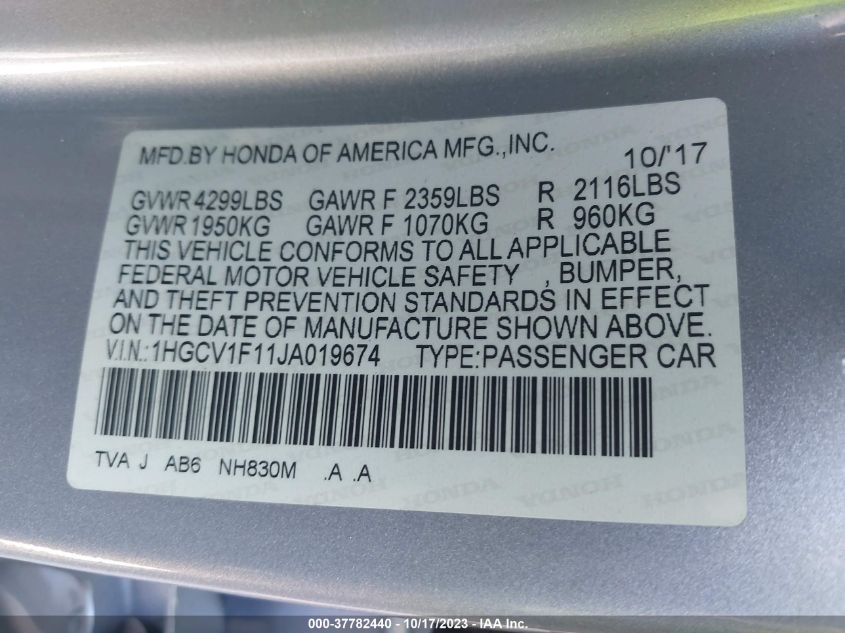 MFD.BY HONDA OF AMERICA MFG.,INC. 10/'17
GVWR 4299LBS GAWR F 2359LBS R 2116LBS
GVWR 1950KG GAWR F 1070KG R 960KG
THIS VEHICLE CONFORMS TO ALL APPLICABLE
FEDERAL MOTOR VEHICLE SAFETY , BUMPER,
AND THEFT PREVENTION STANDARDS IN EFFECT
ON THE DATE OF MANUFACTURE SHOWN ABOVE.
V.I.N.:1HGCV1F11JA019674 TYPE:PASSENGER CAR
TVA J AB6 NH830M .A .A
000-37782440 - 10/17/2023 - IAA Inc.